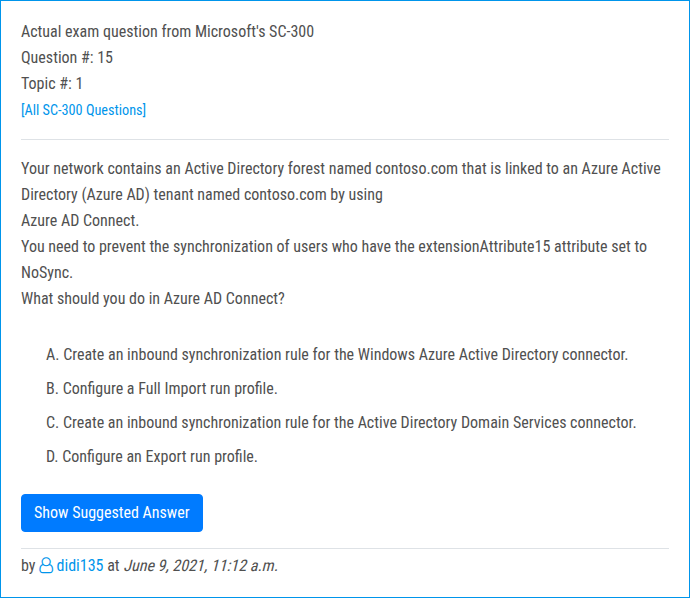 Actual exam question from Microsoft's SC-300
Question #: 15
Topic #: 1
[All SC-300 Questions]
Your network contains an Active Directory forest named contoso.com that is linked to an Azure Active
Directory (Azure AD) tenant named contoso.com by using
Azure AD Connect.
You need to prevent the synchronization of users who have the extensionAttribute15 attribute set to
NoSync.
What should you do in Azure AD Connect?
A. Create an inbound synchronization rule for the Windows Azure Active Directory connector.
B. Configure a Full Import run profile.
C. Create an inbound synchronization rule for the Active Directory Domain Services connector.
D. Configure an Export run profile.
Show Suggested Answer
by didi135 at June 9, 2021, 11:12 a.m.